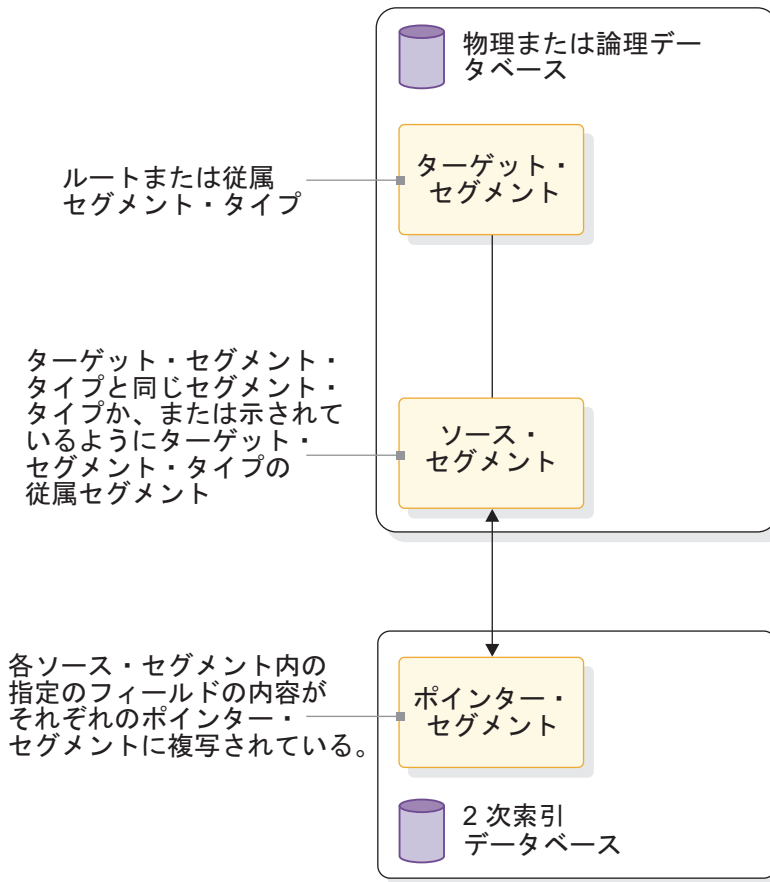 物理または論理デー
タベース
ターゲット・
セグメント
ルートまたは従属
セグメント・タイプ
ターゲット・セグメント・
タイプと同じセグメント・
タイプか、または示されて
いるようにターゲット・
セグメント・タイプの
従属セグメント
ソース・
セグメント
各ソース・セグメント内の
指定のフィールドの内容が
それぞれのポインター・
セグメントに複写されている。
ポインター・
セグメント
2 次索引
データベース